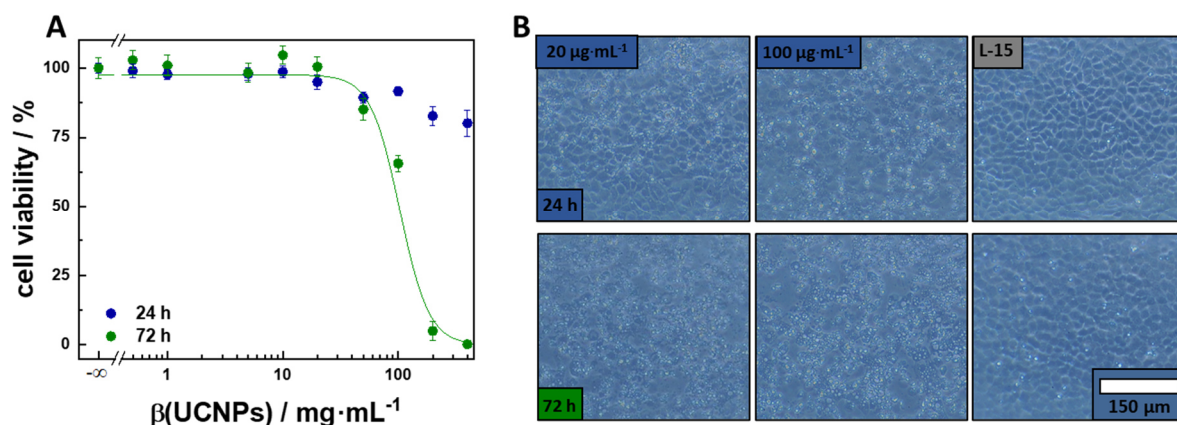 A
cell viability / %
100
75
50
25
0
24 h
72 h
-∞
1
10
100
β(UCNPs) / mg·mL⁻¹
B
20 µg·mL⁻¹
100 µg·mL⁻¹
L-15
24 h
72 h
150 µm